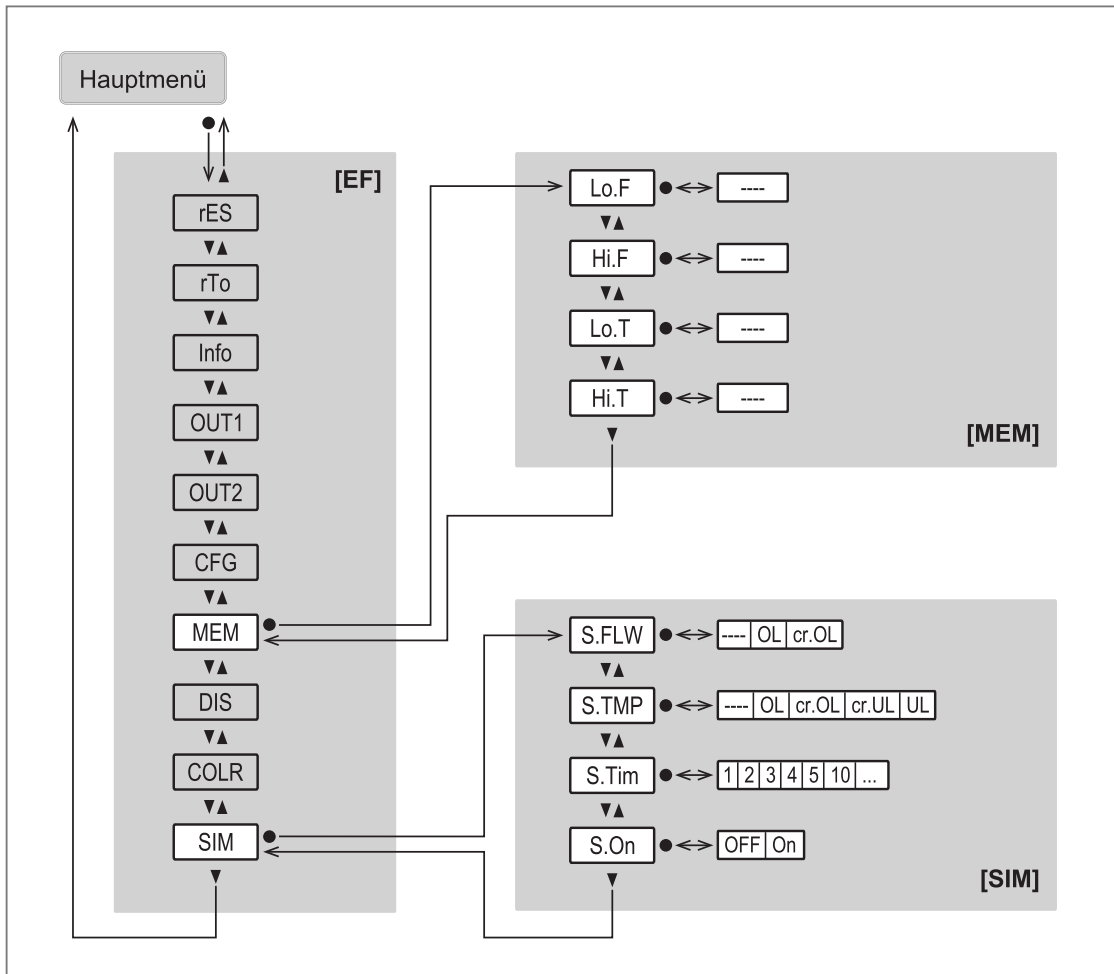 Hauptmenü
[EF]
rES
rTo
Info
OUT1
OUT2
CFG
MEM
DIS
COLR
SIM
Lo.F ----
Hi.F ----
Lo.T ----
Hi.T ----
[MEM]
S.FLW ---- OL cr.OL
S.TMP ---- OL cr.OL cr.UL UL
S.Tim 1 2 3 4 5 10 ...
S.On OFF On
[SIM]